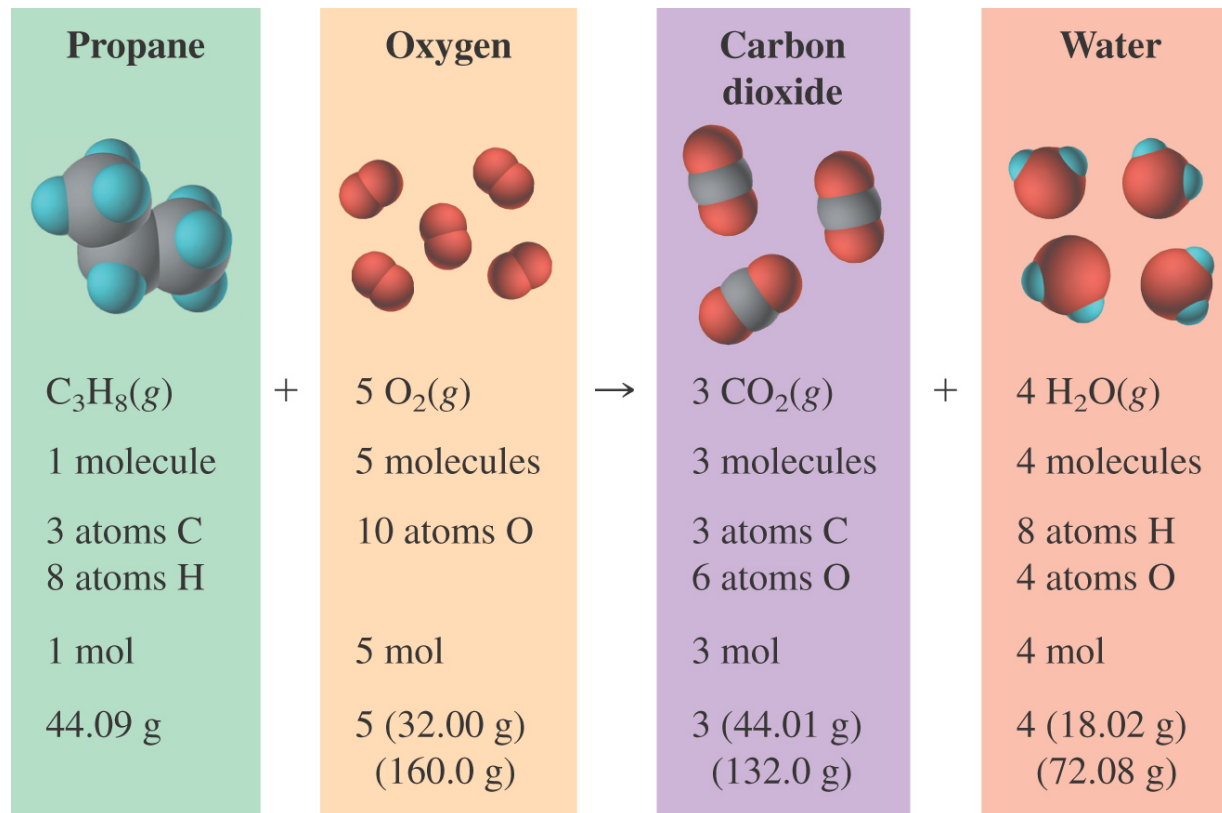 Propane
Oxygen
Carbon
dioxide
Water
C₃H₈(g) + 5 O₂(g) → 3 CO₂(g) + 4 H₂O(g)
1 molecule 5 molecules 3 molecules 4 molecules
3 atoms C 10 atoms O 3 atoms C 8 atoms H
8 atoms H 6 atoms O 4 atoms O
1 mol 5 mol 3 mol 4 mol
44.09 g 5 (32.00 g) 3 (44.01 g) 4 (18.02 g)
(160.0 g) (132.0 g) (72.08 g)